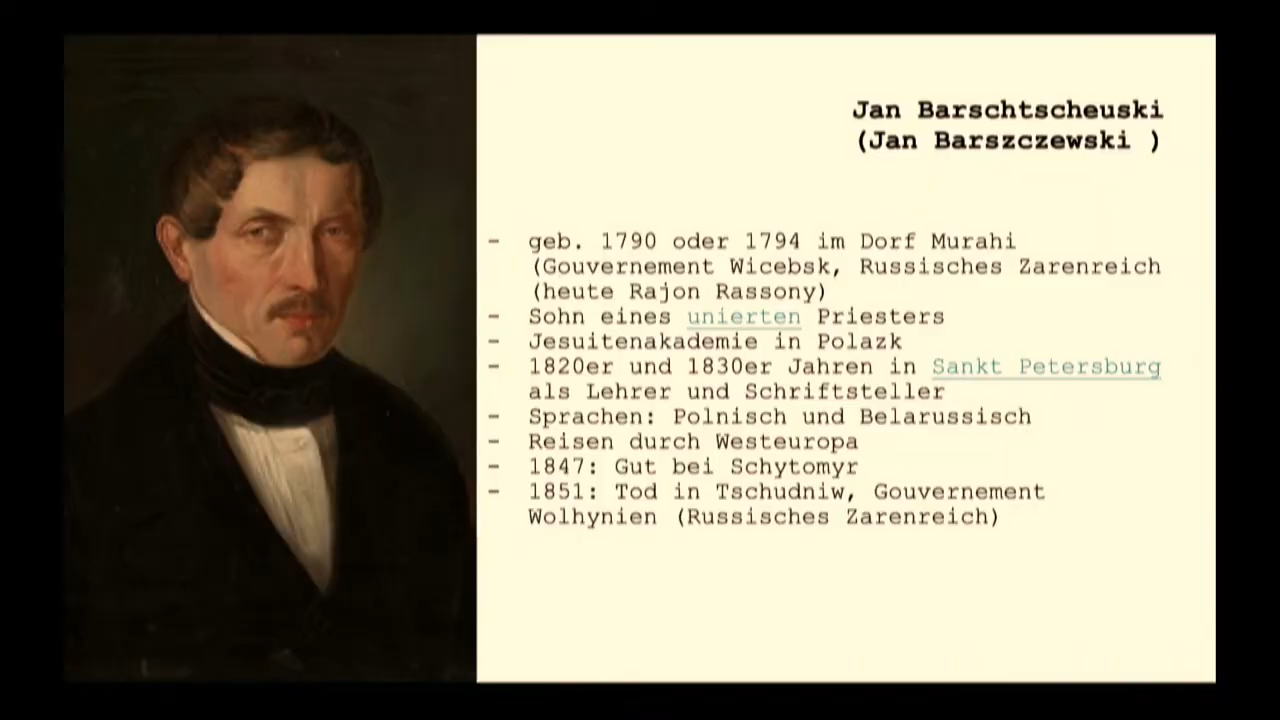 Jan Barschtscheuski
(Jan Barszczewski )
- geb. 1790 oder 1794 im Dorf Murahi
(Gouvernement Wicebsk, Russisches Zarenreich
(heute Rajon Rassony)
- Sohn eines unierten Priesters
- Jesuitenakademie in Polazk
- 1820er und 1830er Jahren in Sankt Petersburg
als Lehrer und Schriftsteller
- Sprachen: Polnisch und Belarussisch
- Reisen durch Westeuropa
- 1847: Gut bei Schytomyr
- 1851: Tod in Tschudniw, Gouvernement
Wolhynien (Russisches Zarenreich)